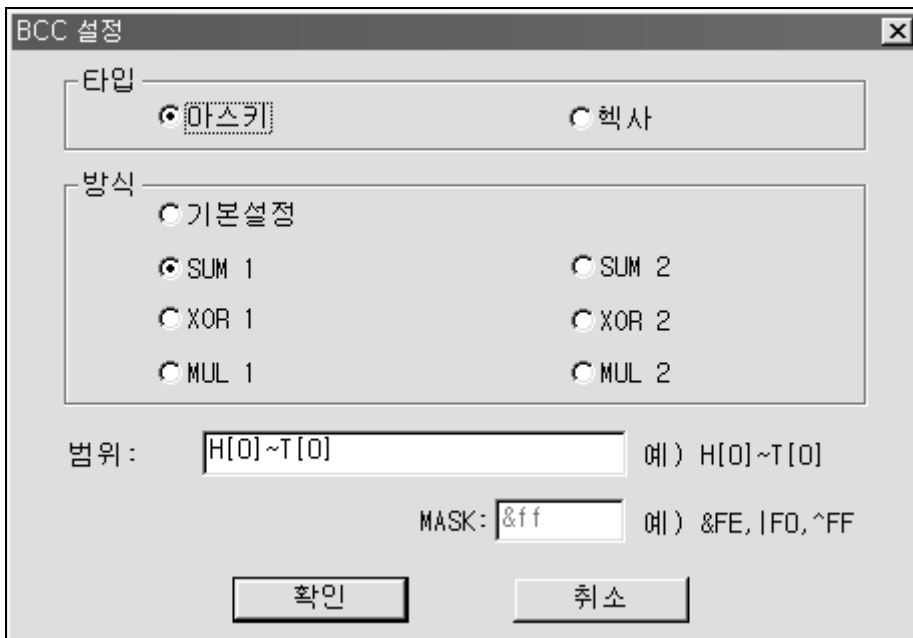 BCC 설정
타입
아스키 헥사
방식
기본설정
SUM 1 SUM 2
XOR 1 XOR 2
MUL 1 MUL 2
범위 : H[0]~T[0] 예) H[0]~T[0]
MASK: &ff 예) &FE,|F0,^FF
확인 취소